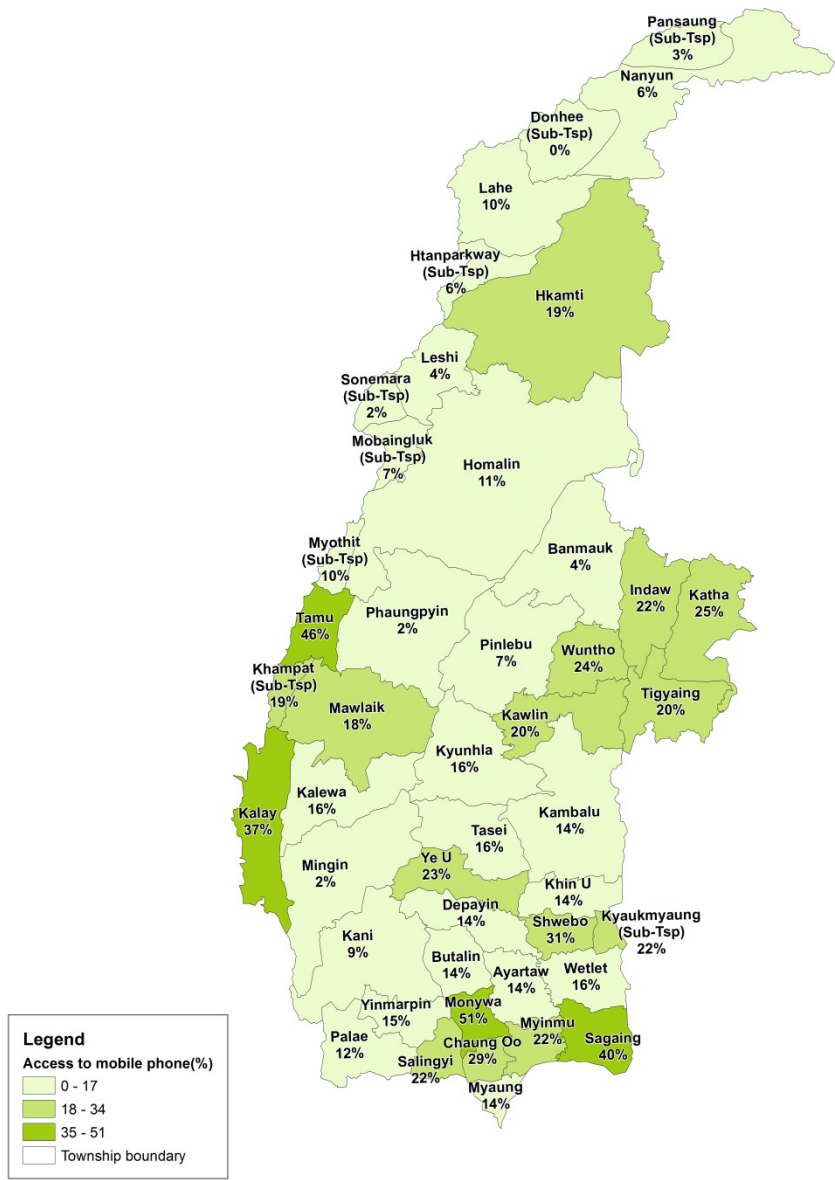 Pansaung
(Sub-Tsp)
3%
Nanyun
6%
Donhee
(Sub-Tsp)
0%
Lahe
10%
Htanparkway
(Sub-Tsp)
6%
Hkamti
19%
Leshi
4%
Sonemara
(Sub-Tsp)
2%
Mobaingluk
(Sub-Tsp)
7%
Homalin
11%
Myothit
(Sub-Tsp)
10%
Banmauk
4%
Indaw
22%
Katha
25%
Tamu
46%
Phaungpyin
2%
Pinlebu
7%
Wuntho
24%
Khampat
(Sub-Tsp)
19%
Mawlaik
18%
Kawlin
20%
Tigyaing
20%
Kyunhla
16%
Kalewa
16%
Kalay
37%
Kambalu
14%
Tasei
16%
Ye U
23%
Mingin
2%
Khin U
14%
Depayin
14%
Shwebo
31%
Kyaukmyaung
(Sub-Tsp)
22%
Kani
9%
Butalin
14%
Ayartaw
14%
Wetlet
16%
Yinmarpin
15%
Monywa
51%
Palae
12%
Salingyi
22%
Chaung Oo
29%
Myinmu
22%
Sagaing
40%
Myaung
14%
Legend
Access to mobile phone(%)
0 - 17
18 - 34
35 - 51
Township boundary